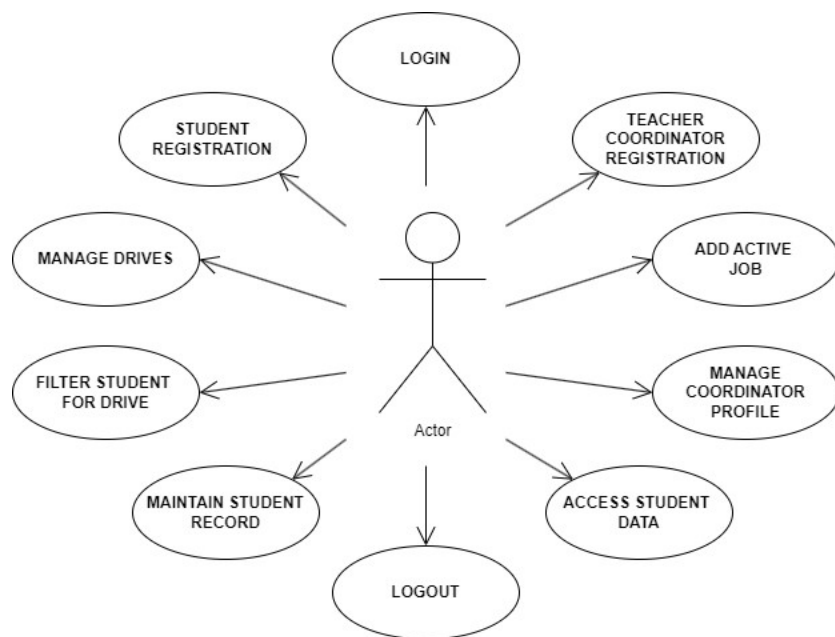 LOGIN
STUDENT
REGISTRATION
TEACHER
COORDINATOR
REGISTRATION
MANAGE DRIVES
ADD ACTIVE
JOB
FILTER STUDENT
FOR DRIVE
MANAGE
COORDINATOR
PROFILE
Actor
MAINTAIN STUDENT
RECORD
ACCESS STUDENT
DATA
LOGOUT